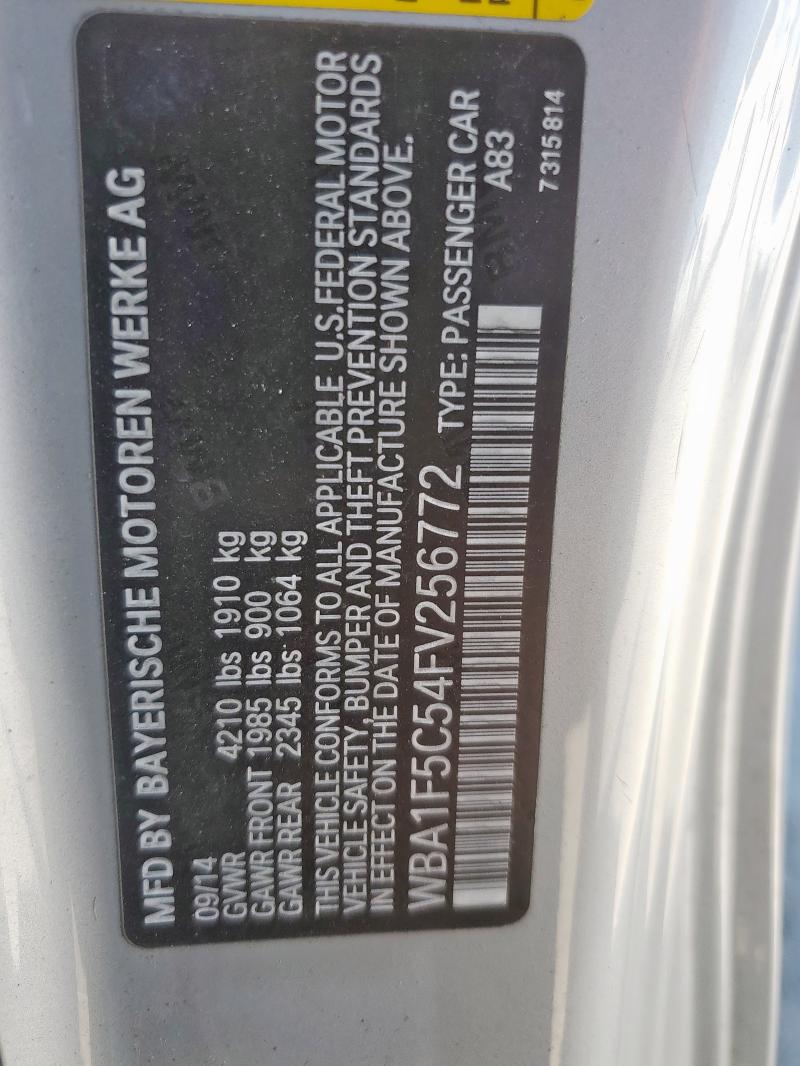 MFD BY BAYERISCHE MOTOREN WERKE AG
09/14
GVWR 4210 lbs 1910 kg
GAWR FRONT 1985 lbs 900 kg
GAWR REAR 2345 lbs 1064 kg
THIS VEHICLE CONFORMS TO ALL APPLICABLE U.S.FEDERAL MOTOR
VEHICLE SAFETY, BUMPER AND THEFT PREVENTION STANDARDS
IN EFFECT ON THE DATE OF MANUFACTURE SHOWN ABOVE.
WBA1F5C54FV256772 TYPE: PASSENGER CAR
A83
7 315 814